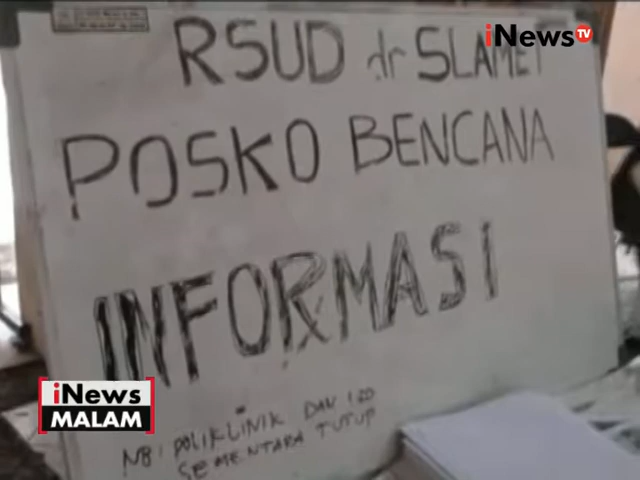 iNews TV
RSUD dr SLAMET
POSKO BENCANA
INFORMASI
NB: POLIKLINIK DAN IGD
SEMENTARA TUTUP
iNews
MALAM